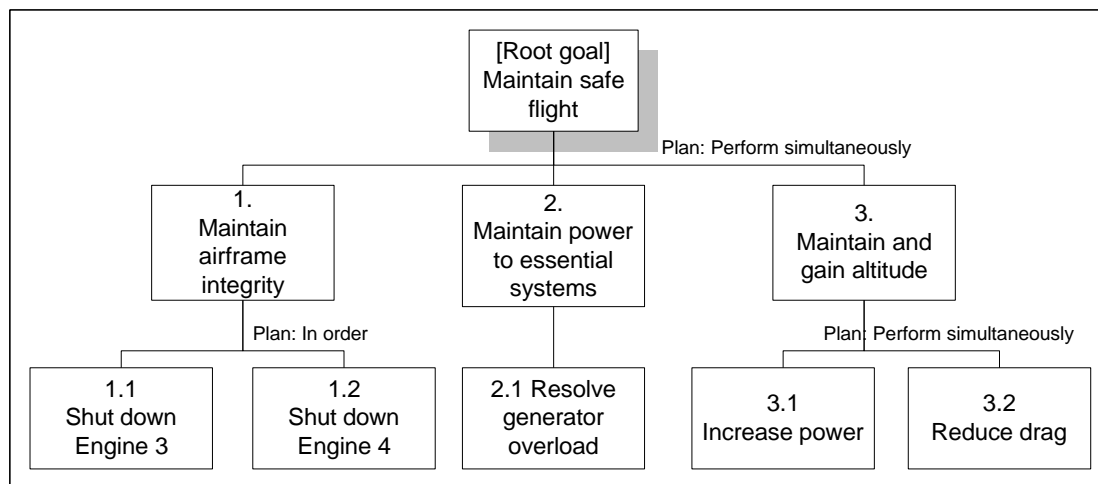 [Root goal]
Maintain safe
flight
Plan: Perform simultaneously
1.
Maintain
airframe
integrity
2.
Maintain power
to essential
systems
3.
Maintain and
gain altitude
Plan: In order
Plan: Perform simultaneously
1.1
Shut down
Engine 3
1.2
Shut down
Engine 4
2.1 Resolve
generator
overload
3.1
Increase power
3.2
Reduce drag